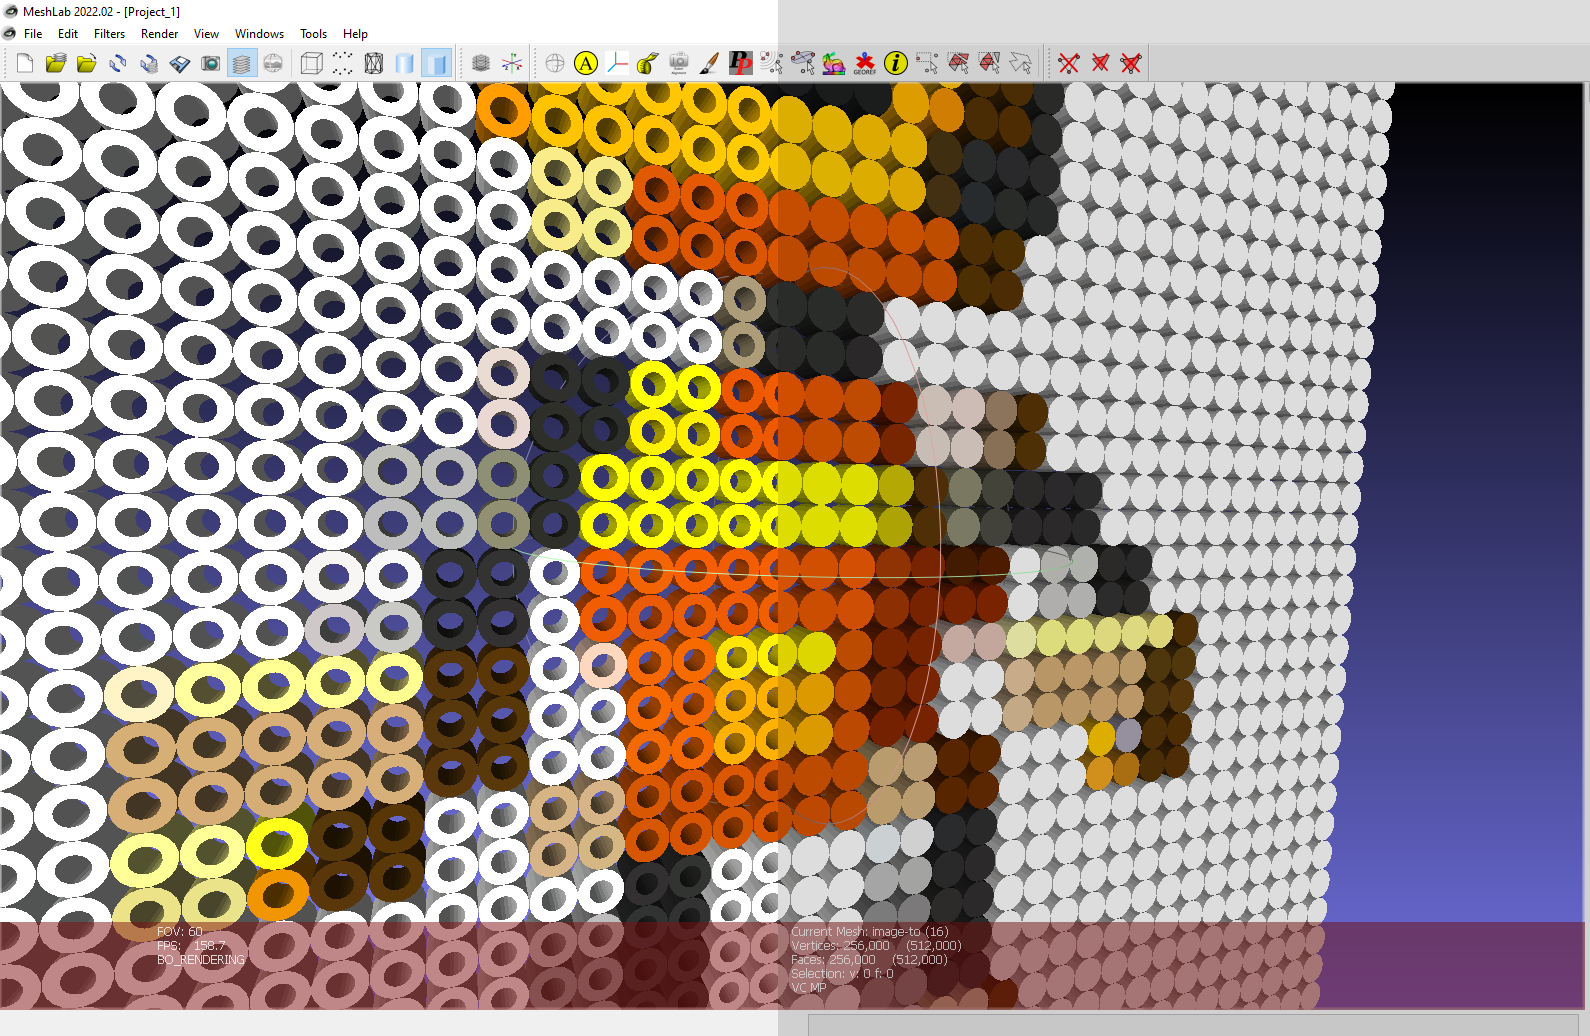 MeshLab 2022.02 - [Project_1]
File Edit Filters Render View Windows Tools Help
A
PP
GEOREF
i
FOV: 60
FPS: 158.7
BO_RENDERING
Current Mesh: image-to (16)
Vertices: 256,000 (512,000)
Faces: 256,000 (512,000)
Selection: v: 0 f: 0
VC MP